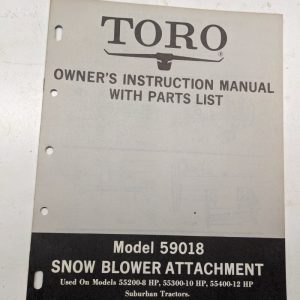 TORO®
OWNER'S INSTRUCTION MANUAL
WITH PARTS LIST
Model 59018
SNOW BLOWER ATTACHMENT
Used On Models 55200-8 HP, 55300-10 HP, 55400-12 HP
Suburban Tractors.